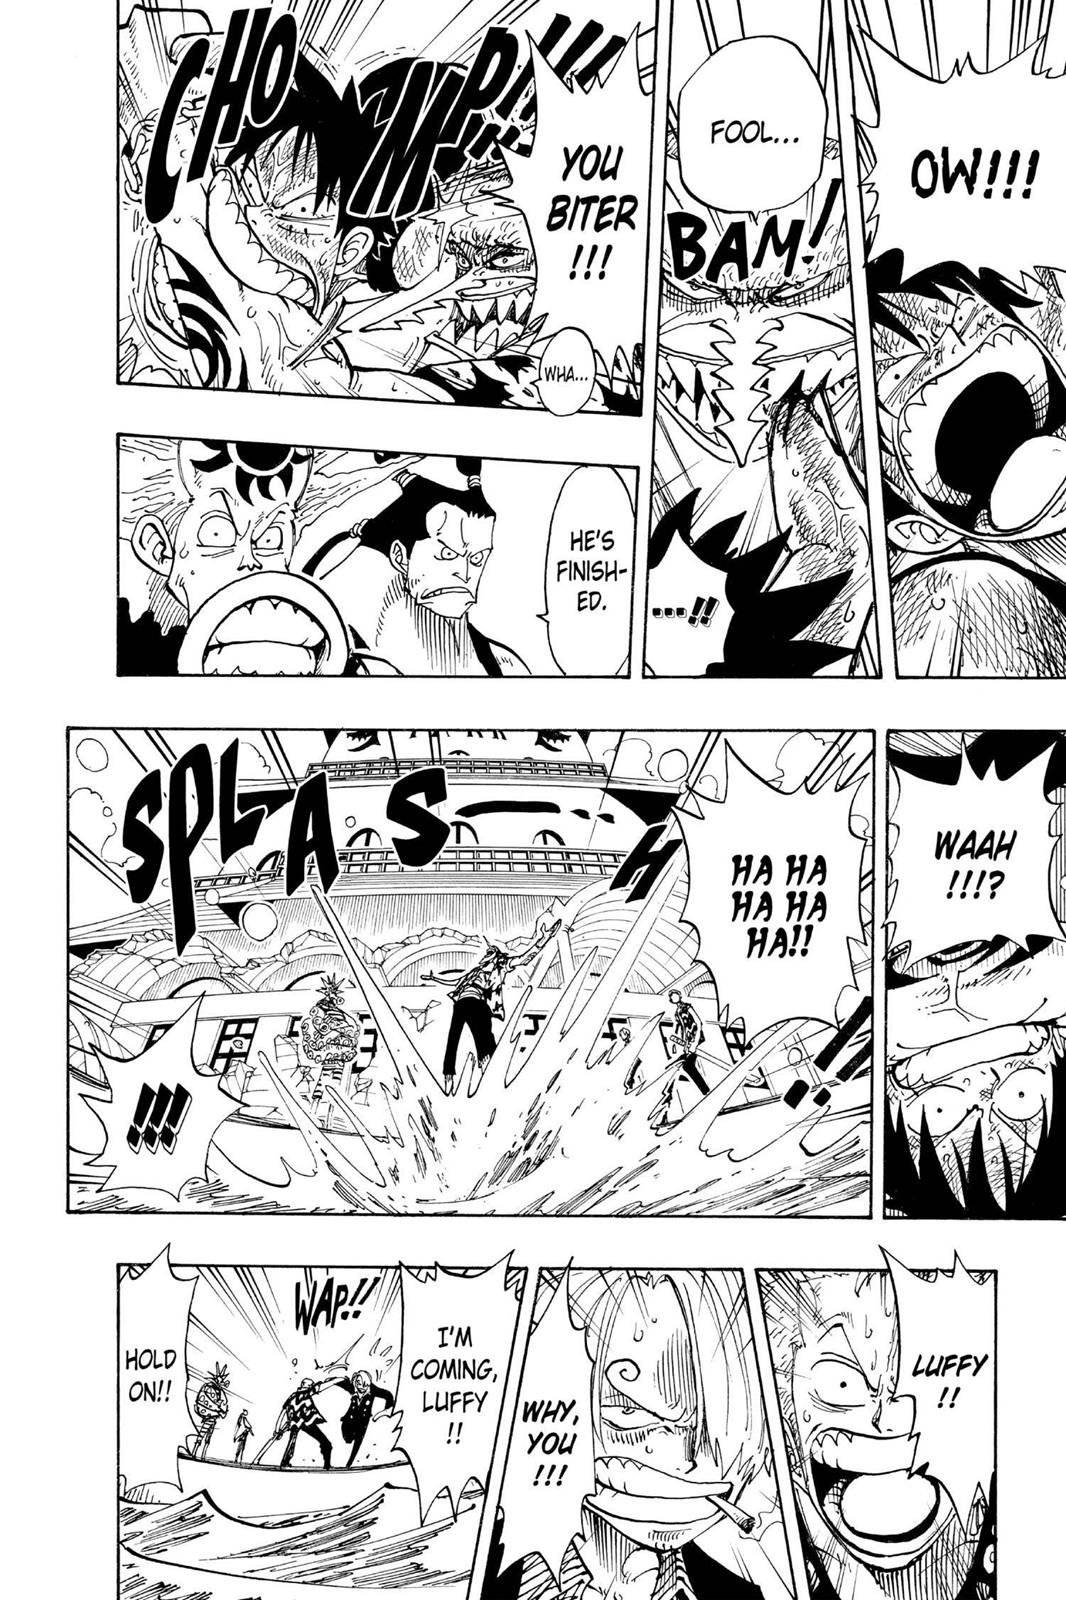 OW!!!
FOOL...
BAM!
....!!
YOU
BITER
!!!
WHA...
CHOMP!!!
HE'S
FINISH-
ED.
WAAH
!!!?
HA HA
HA HA
HA!!
!!
SPLASH
!!!
LUFFY
!!
WHY,
YOU
!!!
I'M
COMING,
LUFFY
!!
WAP!!
HOLD
ON!!